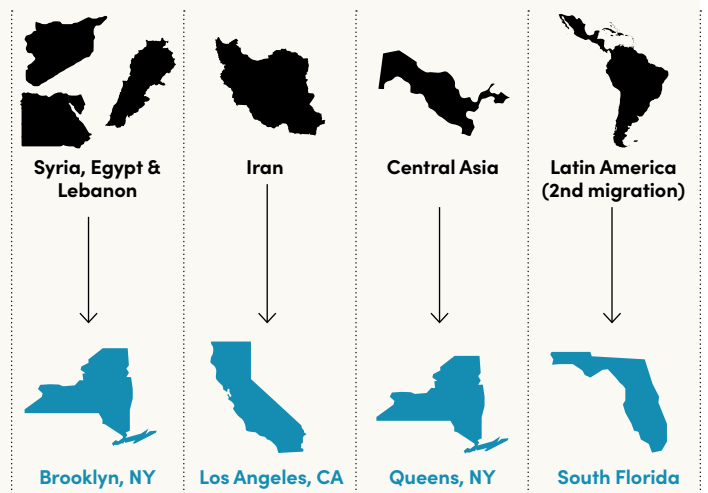 Syria, Egypt &
Lebanon
Iran
Central Asia
Latin America
(2nd migration)
Brooklyn, NY
Los Angeles, CA
Queens, NY
South Florida